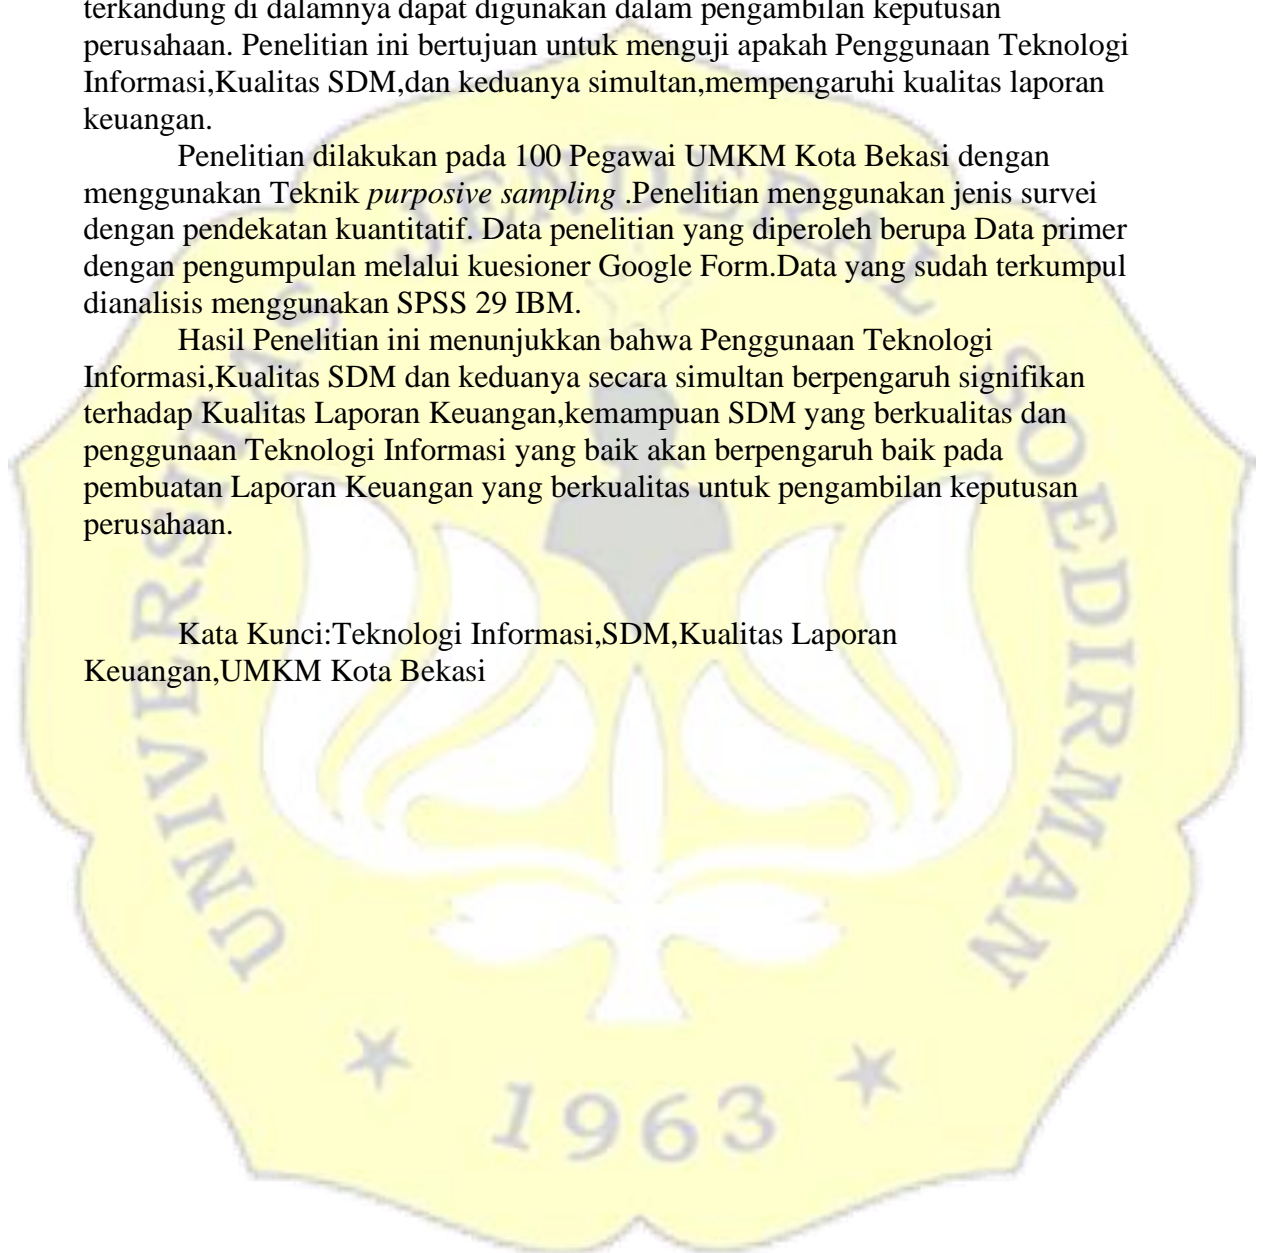 terkandung di dalamnya dapat digunakan dalam pengambilan keputusan
perusahaan. Penelitian ini bertujuan untuk menguji apakah Penggunaan Teknologi
Informasi,Kualitas SDM,dan keduanya simultan,mempengaruhi kualitas laporan
keuangan.
Penelitian dilakukan pada 100 Pegawai UMKM Kota Bekasi dengan
menggunakan Teknik purposive sampling .Penelitian menggunakan jenis survei
dengan pendekatan kuantitatif. Data penelitian yang diperoleh berupa Data primer
dengan pengumpulan melalui kuesioner Google Form.Data yang sudah terkumpul
dianalisis menggunakan SPSS 29 IBM.
Hasil Penelitian ini menunjukkan bahwa Penggunaan Teknologi
Informasi,Kualitas SDM dan keduanya secara simultan berpengaruh signifikan
terhadap Kualitas Laporan Keuangan,kemampuan SDM yang berkualitas dan
penggunaan Teknologi Informasi yang baik akan berpengaruh baik pada
pembuatan Laporan Keuangan yang berkualitas untuk pengambilan keputusan
perusahaan.
Kata Kunci:Teknologi Informasi,SDM,Kualitas Laporan
Keuangan,UMKM Kota Bekasi
UNIVERSITAS JENDERAL SOEDIRMAN
1963